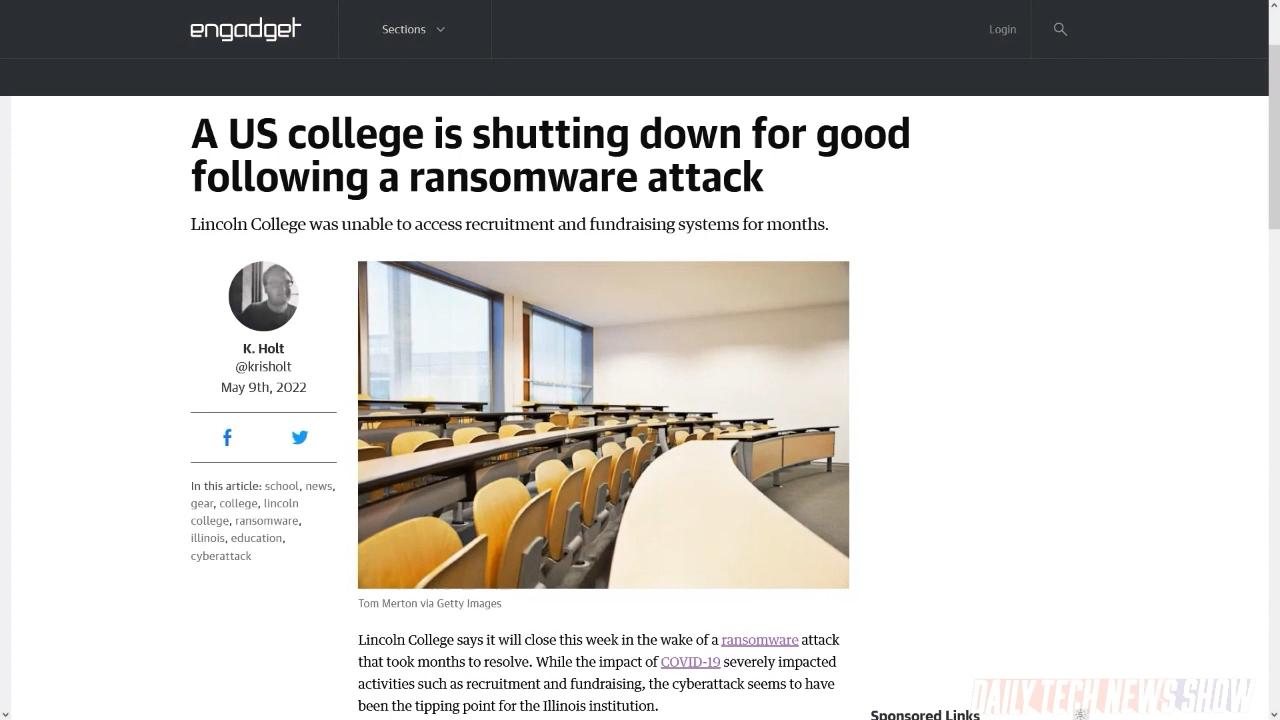 engadget
Sections
Login
A US college is shutting down for good
following a ransomware attack
Lincoln College was unable to access recruitment and fundraising systems for months.
K. Holt
@krisholt
May 9th, 2022
In this article: school, news,
gear, college, lincoln
college, ransomware,
illinois, education,
cyberattack
Tom Merton via Getty Images
Lincoln College says it will close this week in the wake of a ransomware attack
that took months to resolve. While the impact of COVID-19 severely impacted
activities such as recruitment and fundraising, the cyberattack seems to have
been the tipping point for the Illinois institution.
Sponsored Links
DAILY TECH NEWS SHOW